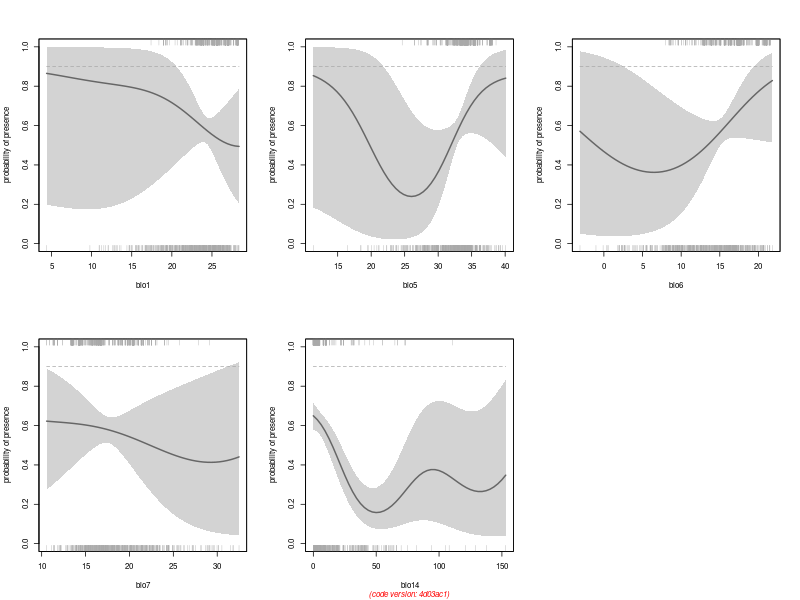 probability of presence
0.0 0.2 0.4 0.6 0.8 1.0
5 10 15 20 25
bio1
probability of presence
0.0 0.2 0.4 0.6 0.8 1.0
15 20 25 30 35 40
bio5
probability of presence
0.0 0.2 0.4 0.6 0.8 1.0
0 5 10 15 20
bio6
probability of presence
0.0 0.2 0.4 0.6 0.8 1.0
10 15 20 25 30
bio7
probability of presence
0.0 0.2 0.4 0.6 0.8 1.0
0 50 100 150
bio14
(code version: 4d03ac1)